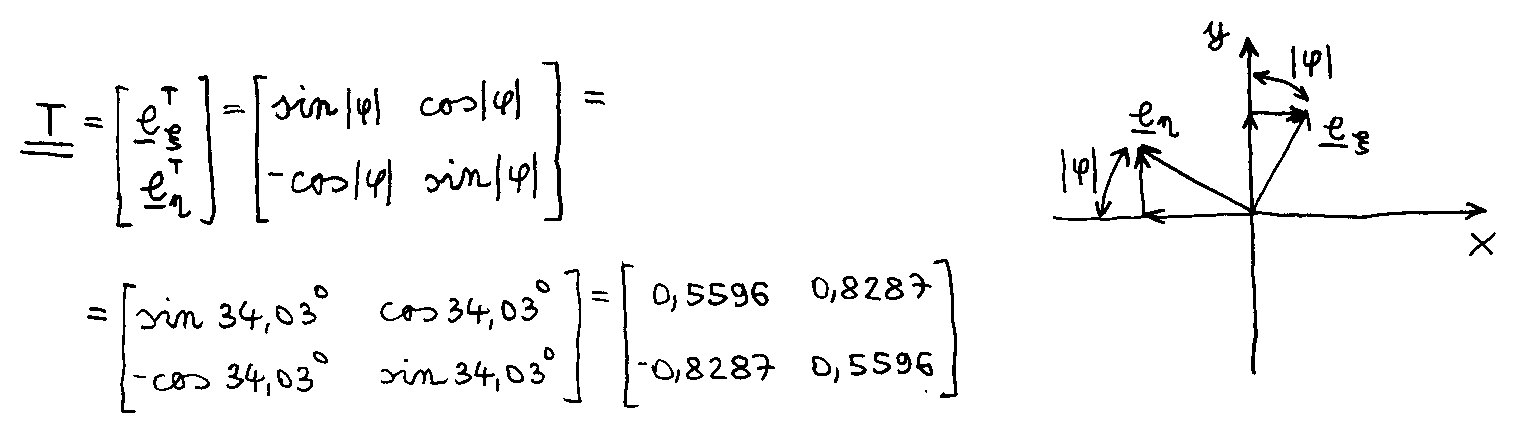 T = [e_ξ^T e_η^T] = [sin|φ| cos|φ|
-cos|φ| sin|φ|] =
= [sin 34,03° cos 34,03°
-cos 34,03° sin 34,03°] = [0,5596 0,8287
-0,8287 0,5596]
y
|φ|
e_η
e_ξ
|φ|
x